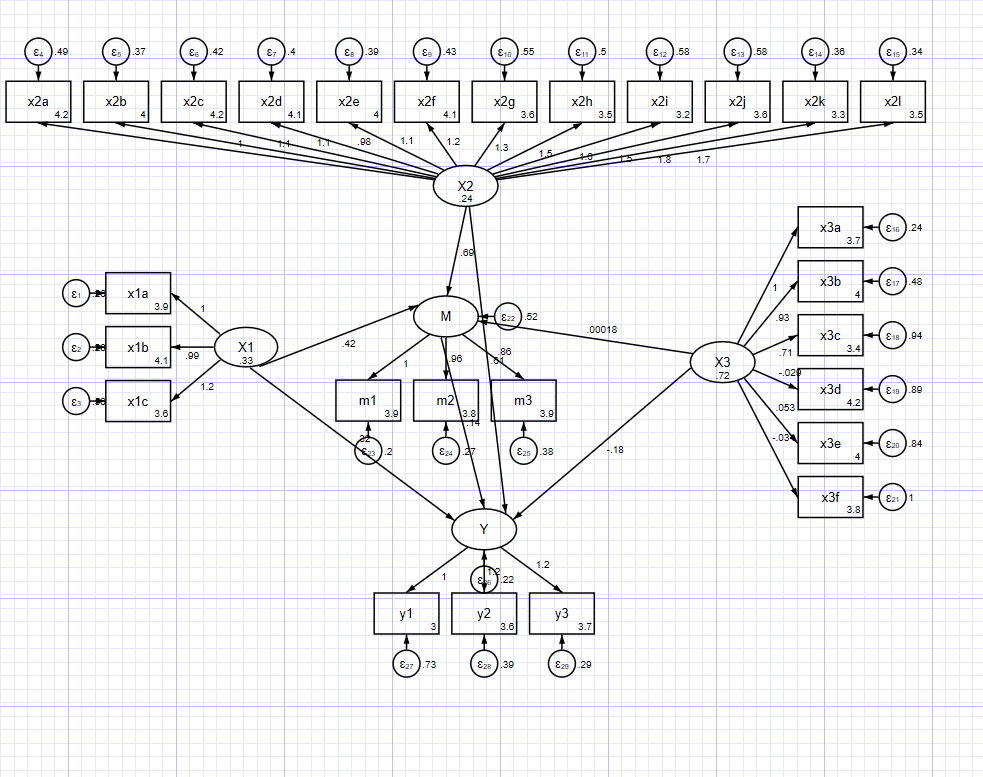 ε4 .49 ε5 .37 ε6 .42 ε7 .4 ε8 .39 ε9 .43 ε10 .55 ε11 .5 ε12 .58 ε13 .58 ε14 .36 ε15 .34
x2a x2b x2c x2d x2e x2f x2g x2h x2i x2j x2k x2l
4.2 4 4.2 4.1 4 4.1 3.6 3.5 3.2 3.6 3.3 3.5
1 1.1 1.1 .98 1.1 1.2 1.3 1.5 1.6 1.5 1.8 1.7
X2
.24
x3a
3.7
ε16 .24
.69
1
x3b
4
ε17 .48
ε1
x1a
3.9
1
M
ε22 .52
.93
x3c
3.4
ε18 .94
ε2
x1b
4.1
.99
X1
.33
.42
.00018
.71
X3
.72
-.029
x3d
4.2
ε19 .89
ε3
x1c
3.6
1.2
1 .96 .86
.61
m1 m2 m3
3.9 3.8 3.9
.053
x3e
4
ε20 .84
.14
.32
ε23 .2 ε24 .27 ε25 .38
-.18
x3f
3.8
ε21 1
Y
1 1.2 1.2
.22
y1 y2 y3
3 3.6 3.7
ε27 .73 ε28 .39 ε29 .29